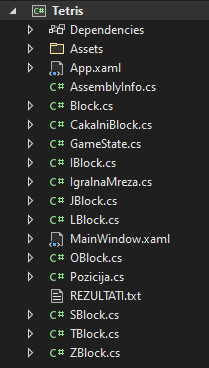 C# Tetris
Dependencies
Assets
App.xaml
C# AssemblyInfo.cs
C# Block.cs
C# CakalniBlock.cs
C# GameState.cs
C# IBlock.cs
C# IgralnaMreza.cs
C# JBlock.cs
C# LBlock.cs
MainWindow.xaml
C# OBlock.cs
C# Pozicija.cs
REZULTATI.txt
C# SBlock.cs
C# TBlock.cs
C# ZBlock.cs